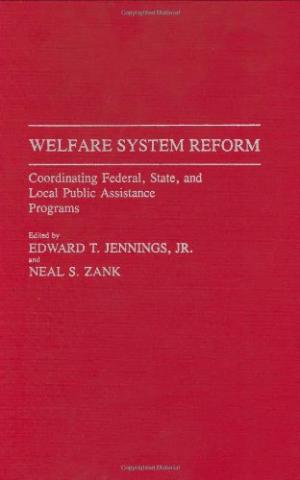 WELFARE SYSTEM REFORM
Coordinating Federal, State, and
Local Public Assistance
Programs
Edited by
EDWARD T. JENNINGS, JR.
and
NEAL S. ZANK